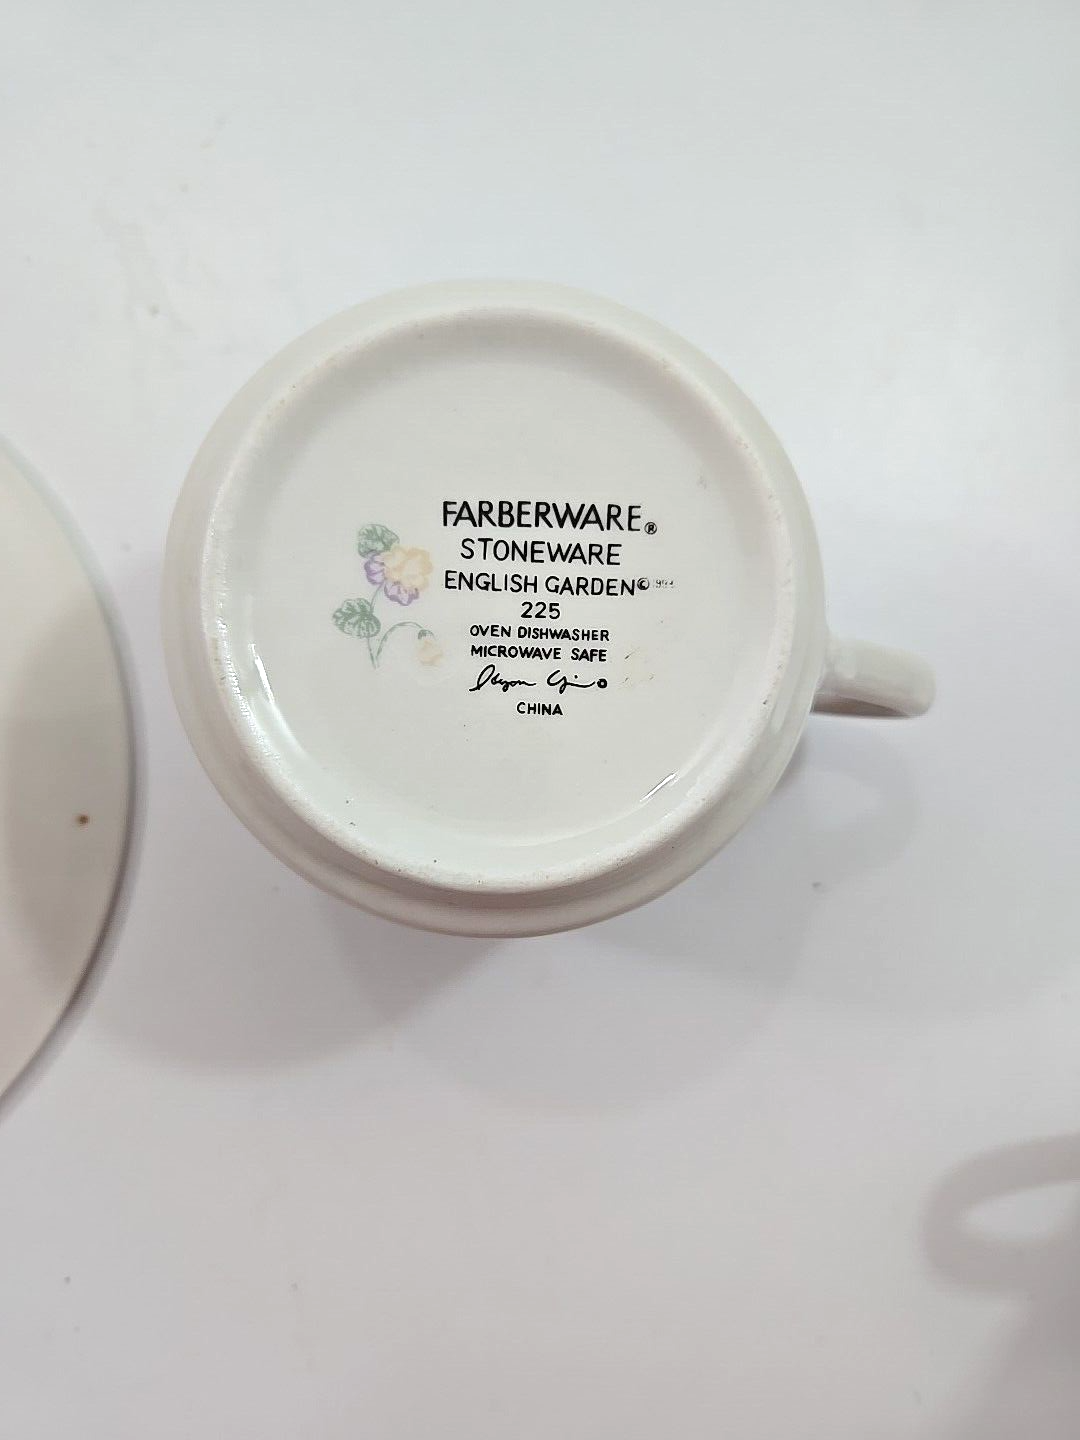 FARBERWARE®
STONEWARE
ENGLISH GARDEN©
225
OVEN DISHWASHER
MICROWAVE SAFE
CHINA